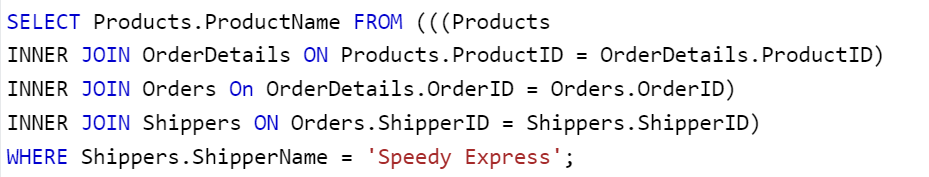 SELECT Products.ProductName FROM (((Products
INNER JOIN OrderDetails ON Products.ProductID = OrderDetails.ProductID)
INNER JOIN Orders On OrderDetails.OrderID = Orders.OrderID)
INNER JOIN Shippers ON Orders.ShipperID = Shippers.ShipperID)
WHERE Shippers.ShipperName = 'Speedy Express';